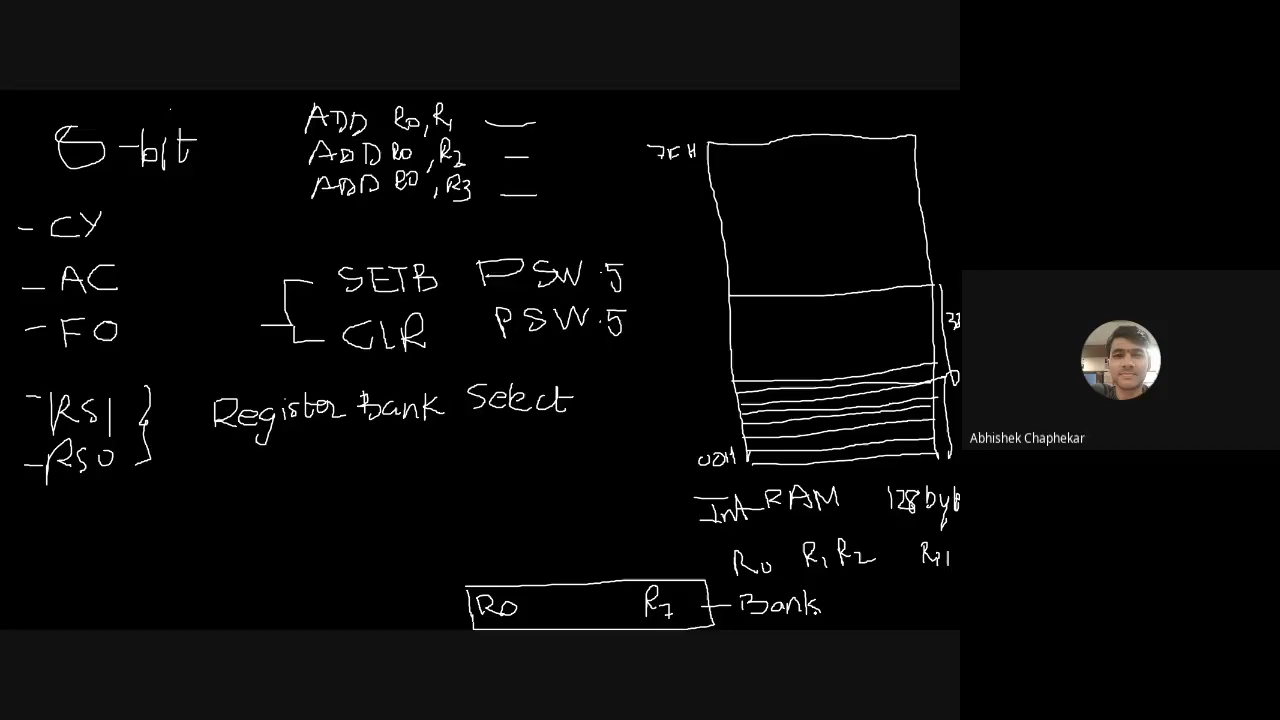 8-bit
- CY
- AC
- F0
- RS1
- RS0
ADD R0, R1
ADD R0, R2
ADD R0, R3
SETB PSW.5
CLR PSW.5
Register Bank Select
7FH
32
00H
Int RAM 128 byt
R0 R1 R2
R0 R7 - Bank
Abhishek Chaphekar